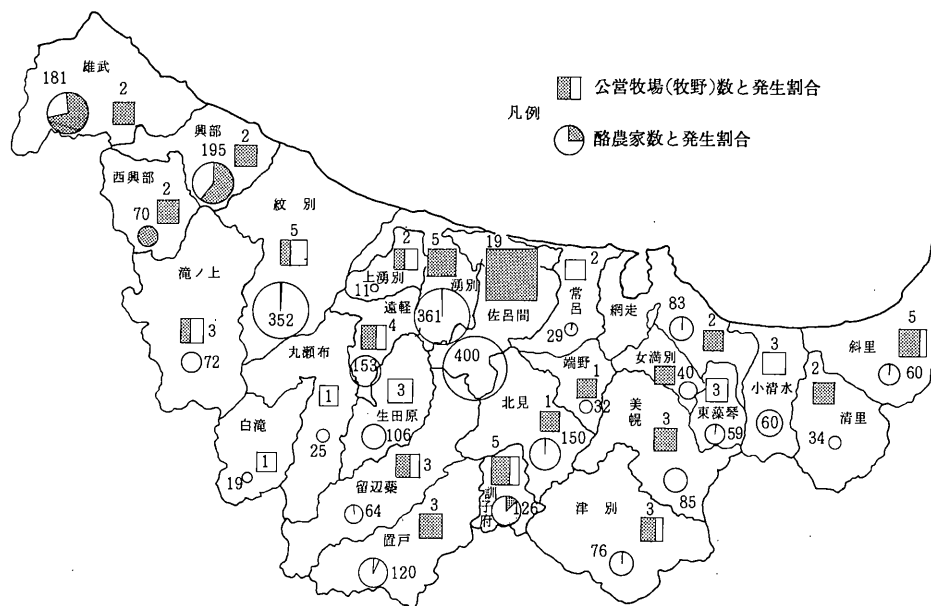 雄武
181
2
興部
195
2
西興部
70
2
紋別
5
352
滝ノ上
3
72
上湧別
2
11
湧別
5
361
佐呂間
19
400
常呂
2
29
網走
83
2
遠軽
4
153
丸瀬布
1
25
白滝
1
19
生田原
3
106
留辺蘂
3
64
置戸
3
120
訓子府
5
126
北見
1
150
端野
1
32
女満別
40
美幌
3
85
津別
3
76
東藻琴
3
59
小清水
3
60
清里
2
34
斜里
5
60
凡例
公営牧場(牧野)数と発生割合
酪農家数と発生割合